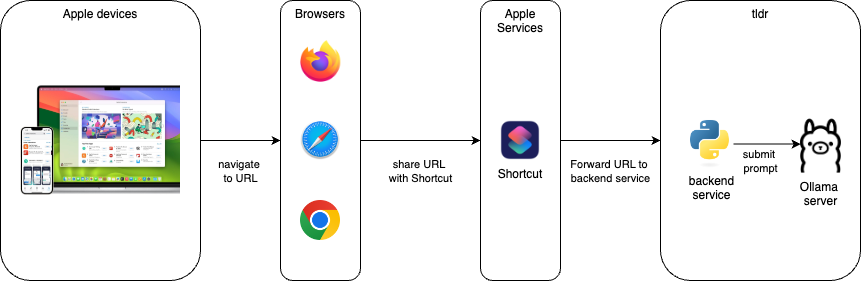 Apple devices
Browsers
Apple
Services
tldr
navigate
to URL
share URL
with Shortcut
Shortcut
Forward URL to
backend service
backend
service
submit
prompt
Ollama
server